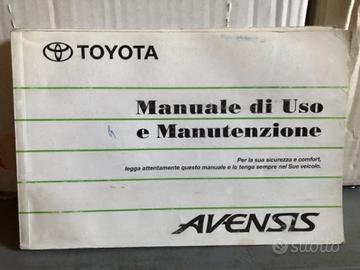 TOYOTA
Manuale di Uso
e Manutenzione
Per la sua sicurezza e comfort,
legga attentamente questo manuale e lo tenga sempre nel Suo veicolo.
AVENSIS
subito